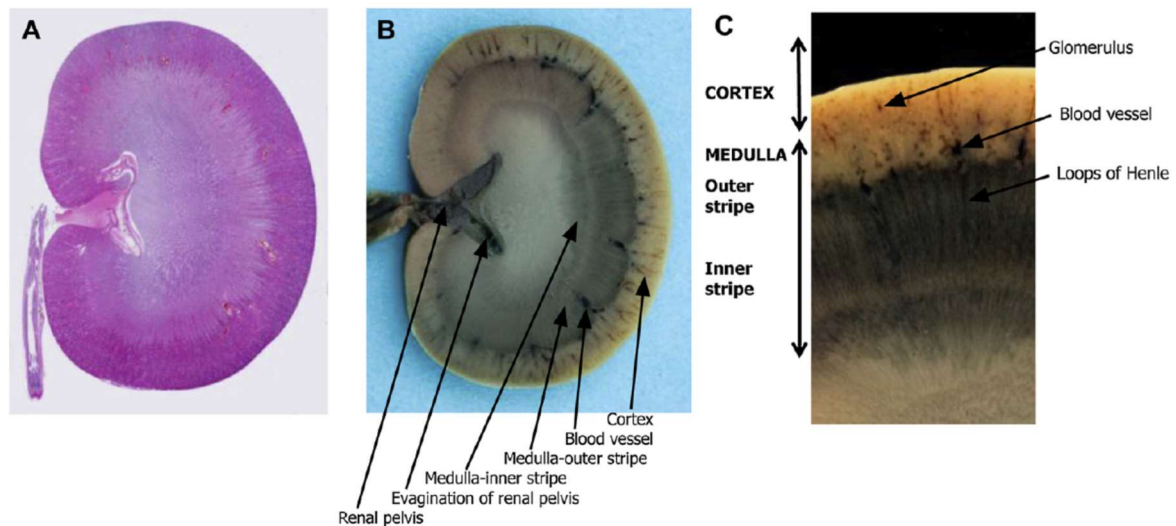 A
B
Cortex
Blood vessel
Medulla-outer stripe
Medulla-inner stripe
Evagination of renal pelvis
Renal pelvis
C
CORTEX
MEDULLA
Outer
stripe
Inner
stripe
Glomerulus
Blood vessel
Loops of Henle